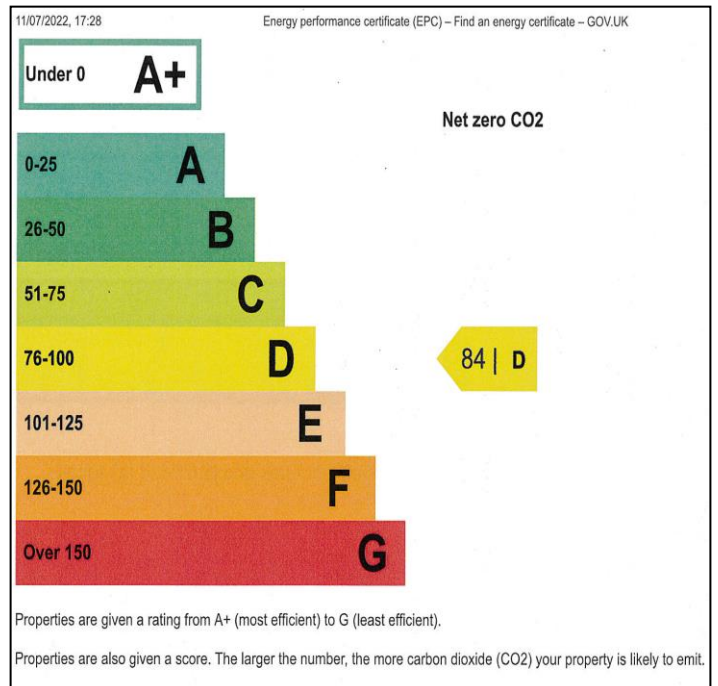 11/07/2022, 17:28 Energy performance certificate (EPC) – Find an energy certificate – GOV.UK
Under 0 A+
Net zero CO2
0-25 A
26-50 B
51-75 C
76-100 D 84 | D
101-125 E
126-150 F
Over 150 G
Properties are given a rating from A+ (most efficient) to G (least efficient).
Properties are also given a score. The larger the number, the more carbon dioxide (CO2) your property is likely to emit.